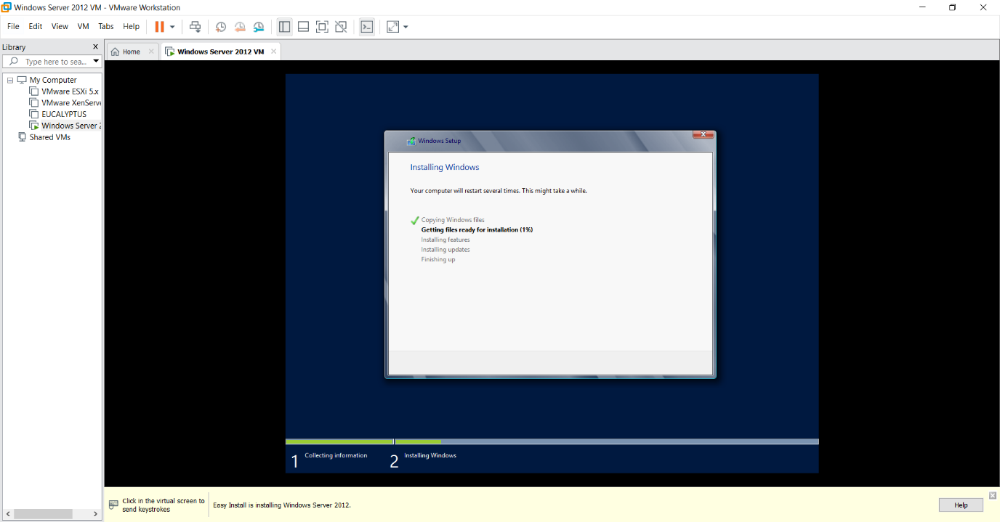 Windows Server 2012 VM - VMware Workstation
File Edit View VM Tabs Help
Library
Type here to sea...
Home
Windows Server 2012 VM
My Computer
VMware ESXi 5.x
VMware XenServe
EUCALYPTUS
Windows Server 2
Shared VMs
Windows Setup
Installing Windows
Your computer will restart several times. This might take a while.
Copying Windows files
Getting files ready for installation (1%)
Installing features
Installing updates
Finishing up
1 Collecting information
2 Installing Windows
Click in the virtual screen to
send keystrokes
Easy Install is installing Windows Server 2012.
Help